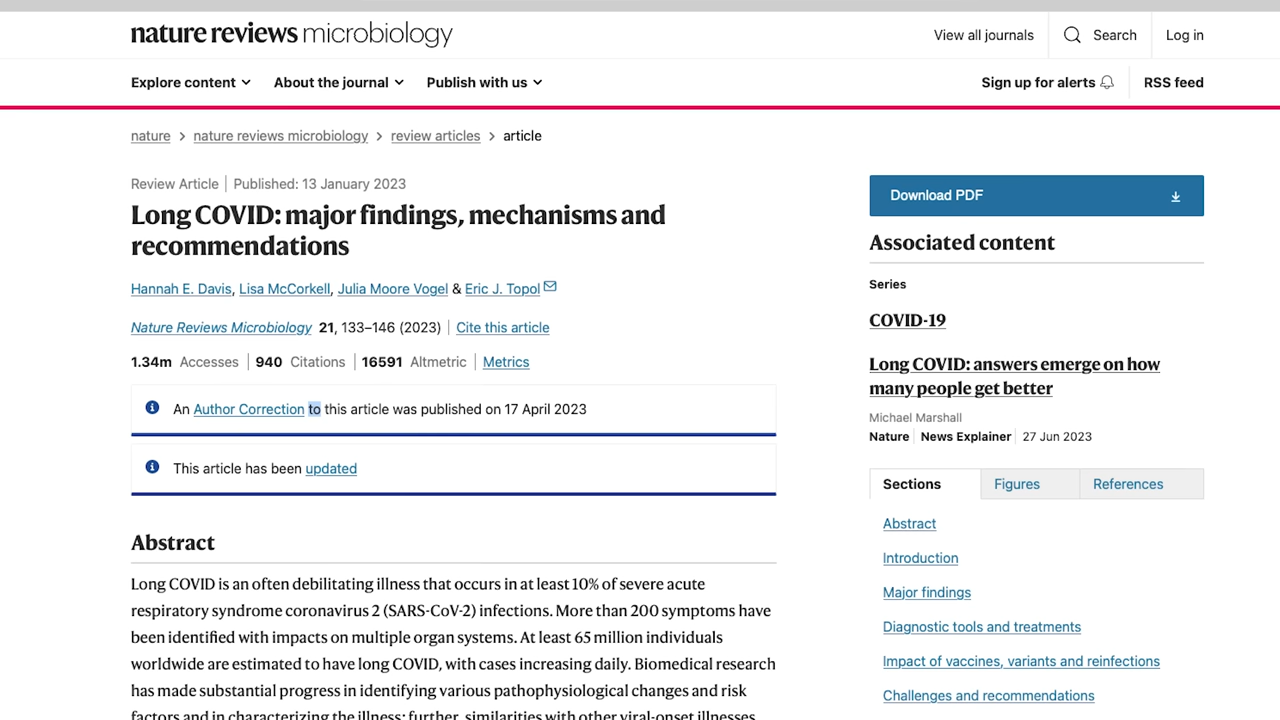 nature reviews microbiology
View all journals
Search
Log in
Explore content
About the journal
Publish with us
Sign up for alerts
RSS feed
nature > nature reviews microbiology > review articles > article
Review Article | Published: 13 January 2023
Long COVID: major findings, mechanisms and
recommendations
Hannah E. Davis, Lisa McCorkell, Julia Moore Vogel & Eric J. Topol
Nature Reviews Microbiology 21, 133–146 (2023) | Cite this article
1.34m Accesses | 940 Citations | 16591 Altmetric | Metrics
An Author Correction to this article was published on 17 April 2023
This article has been updated
Abstract
Long COVID is an often debilitating illness that occurs in at least 10% of severe acute
respiratory syndrome coronavirus 2 (SARS-CoV-2) infections. More than 200 symptoms have
been identified with impacts on multiple organ systems. At least 65 million individuals
worldwide are estimated to have long COVID, with cases increasing daily. Biomedical research
has made substantial progress in identifying various pathophysiological changes and risk
factors and in characterizing the illness; further, similarities with other viral-onset illnesses
Download PDF
Associated content
Series
COVID-19
Long COVID: answers emerge on how
many people get better
Michael Marshall
Nature | News Explainer | 27 Jun 2023
Sections
Figures
References
Abstract
Introduction
Major findings
Diagnostic tools and treatments
Impact of vaccines, variants and reinfections
Challenges and recommendations